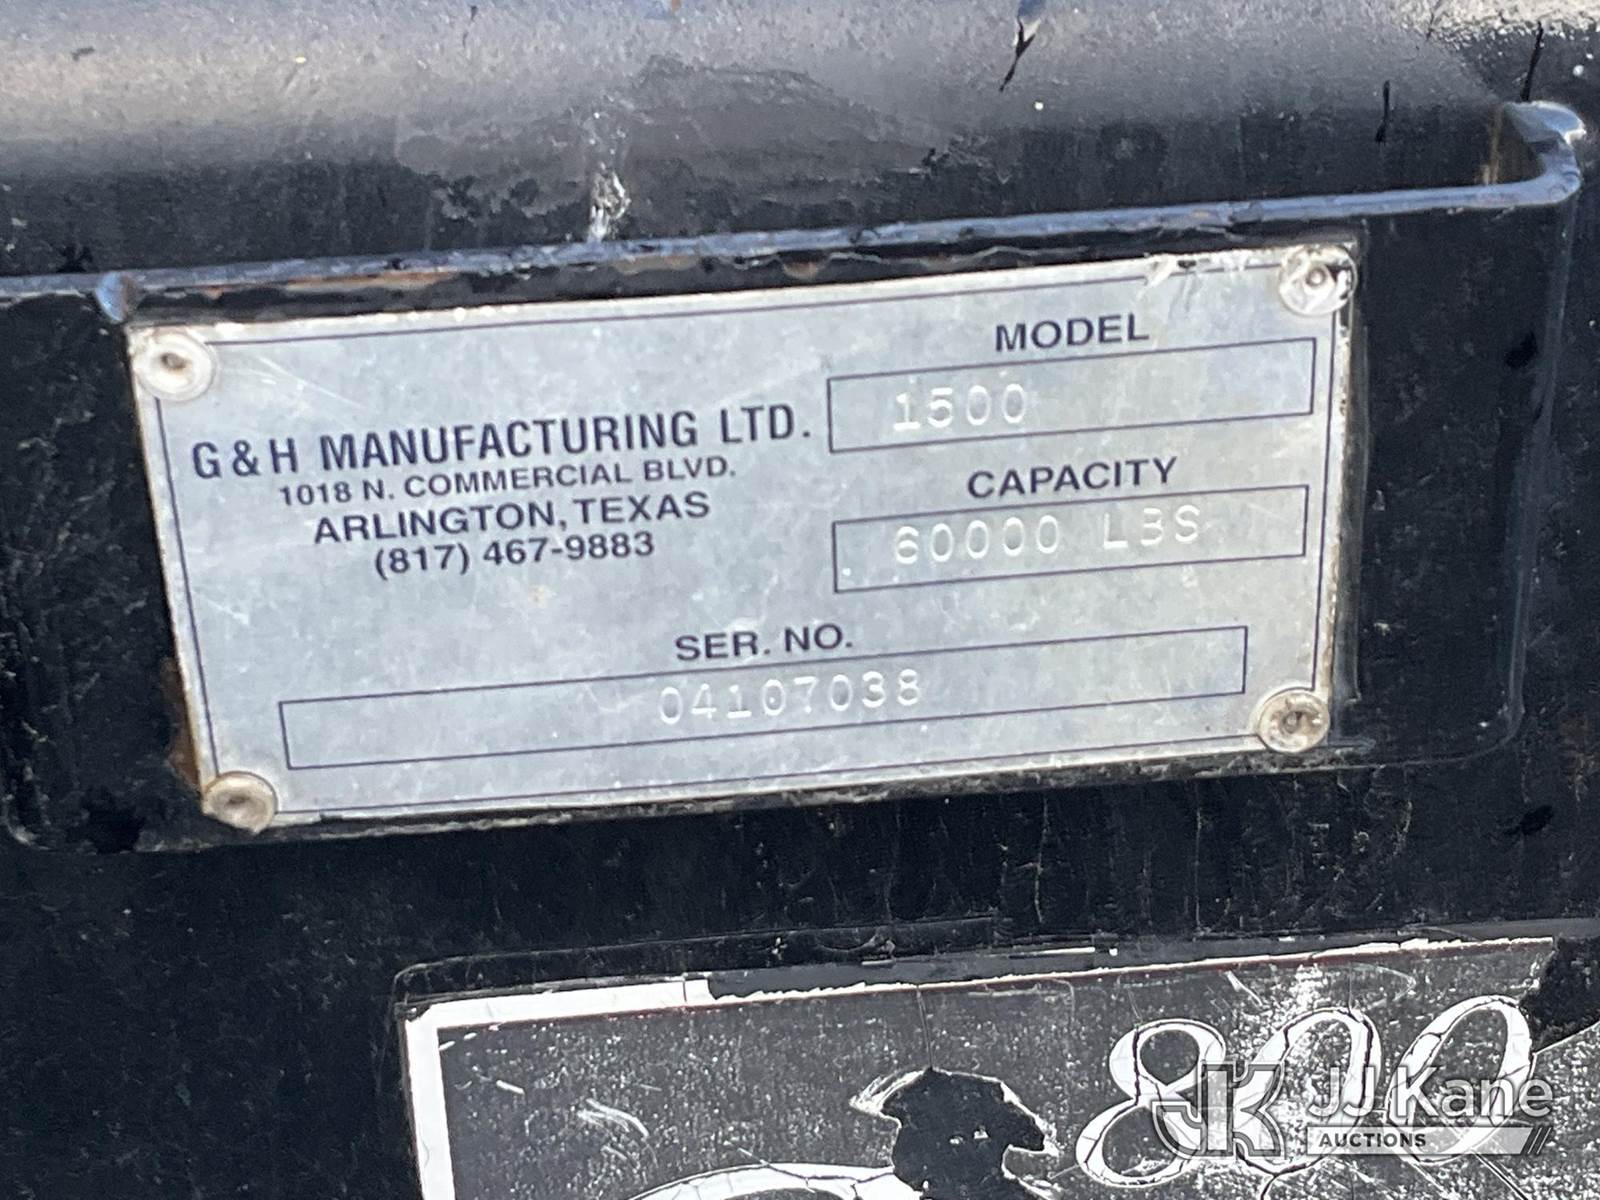 MODEL
1500
G & H MANUFACTURING LTD.
1018 N. COMMERCIAL BLVD.
ARLINGTON, TEXAS
(817) 467-9883
CAPACITY
60000 LBS
SER. NO.
04107038
800
JJ Kane
AUCTIONS